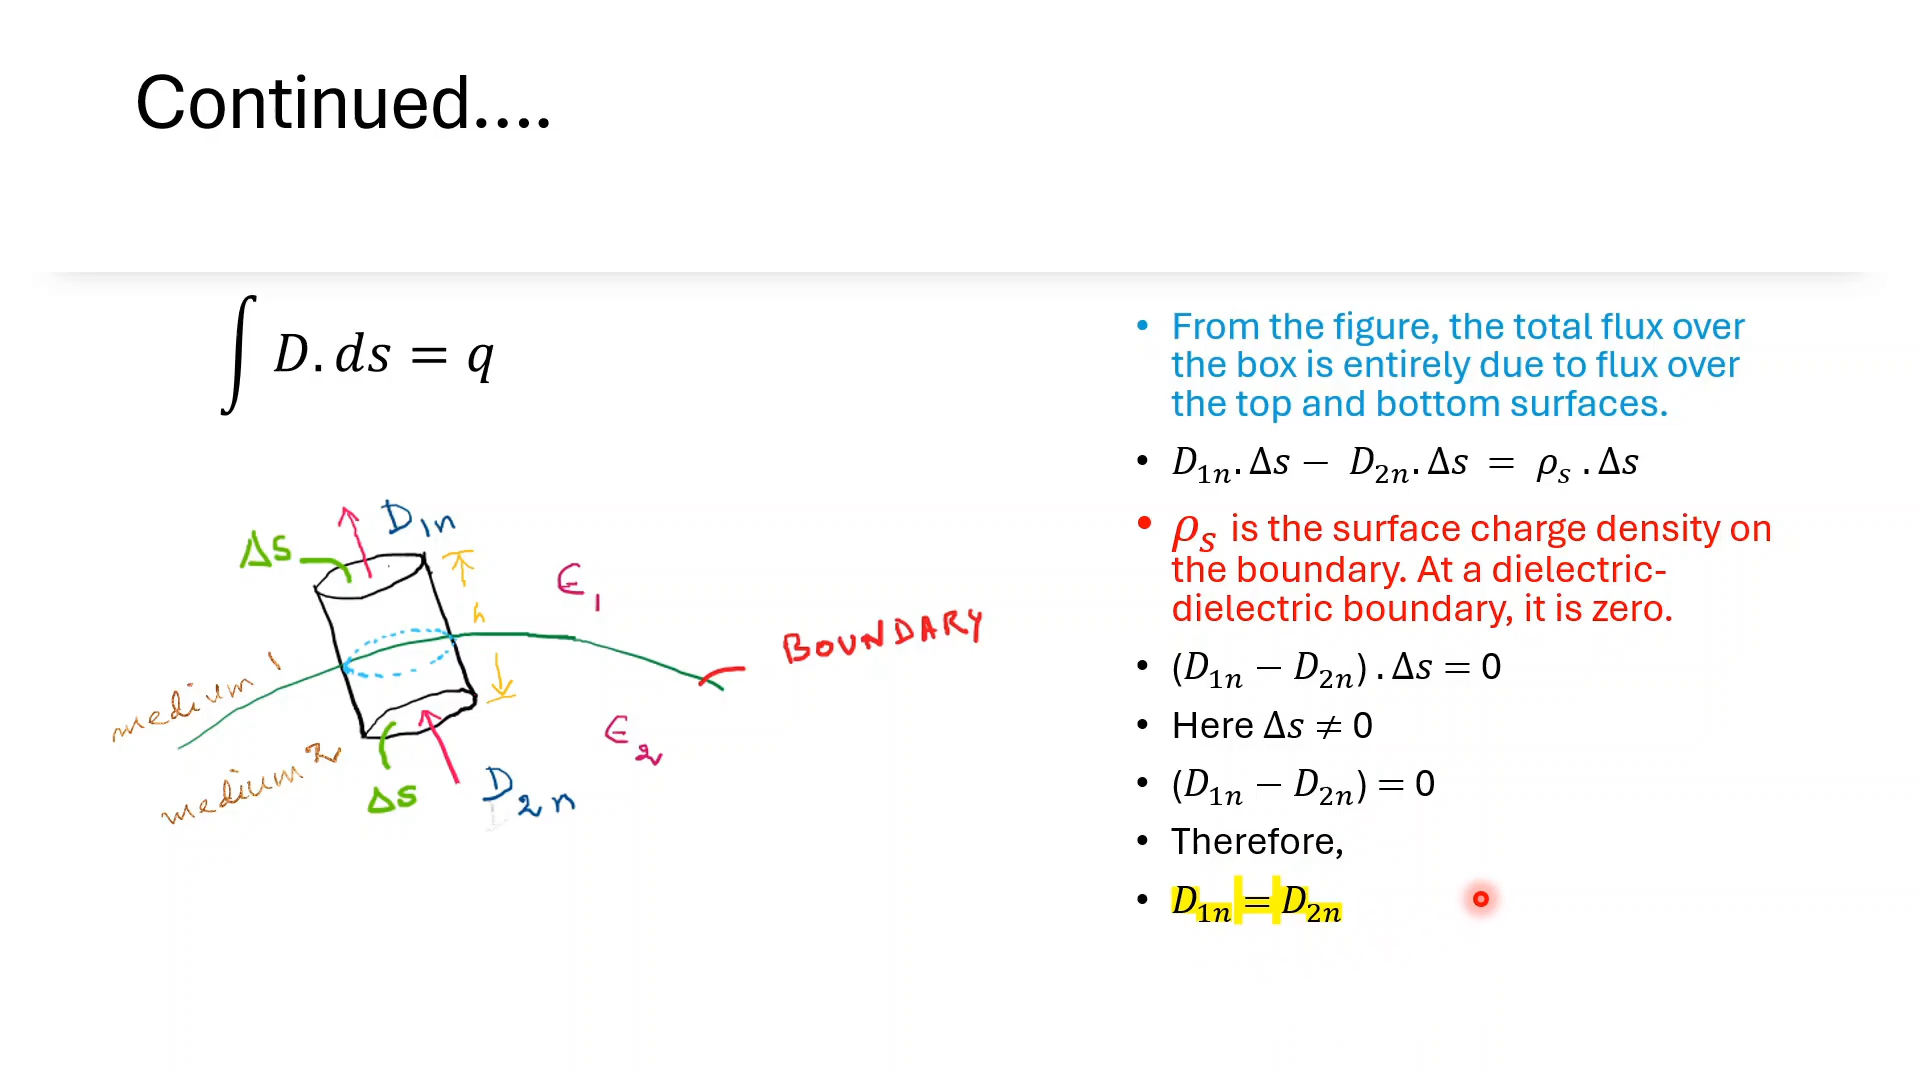 Continued....
∫ D. ds = q
• From the figure, the total flux over
the box is entirely due to flux over
the top and bottom surfaces.
• D₁ₙ. Δs − D₂ₙ. Δs = ρₛ . Δs
• ρₛ is the surface charge density on
the boundary. At a dielectric-
dielectric boundary, it is zero.
• (D₁ₙ − D₂ₙ) . Δs = 0
• Here Δs ≠ 0
• (D₁ₙ − D₂ₙ) = 0
• Therefore,
• D₁ₙ = D₂ₙ
D₁ₙ
Δs
ϵ₁
h
BOUNDARY
medium 1
medium 2
ϵ₂
Δs
D₂ₙ